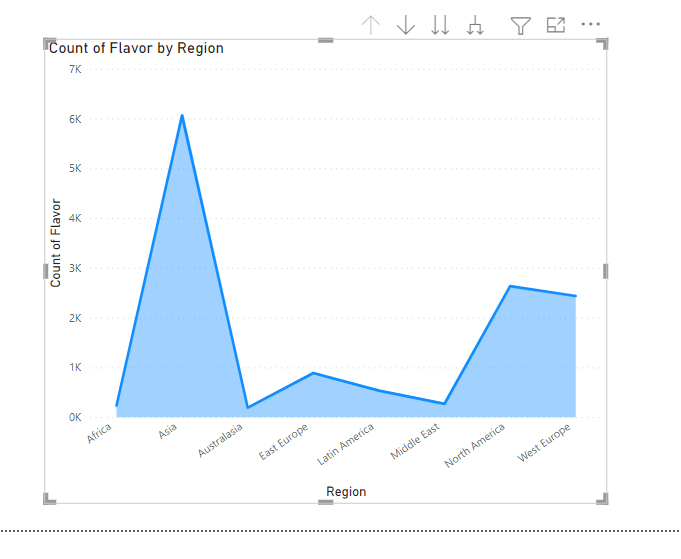 Count of Flavor by Region
7K
6K
5K
4K
3K
2K
1K
0K
Count of Flavor
Africa
Asia
Australasia
East Europe
Latin America
Middle East
North America
West Europe
Region